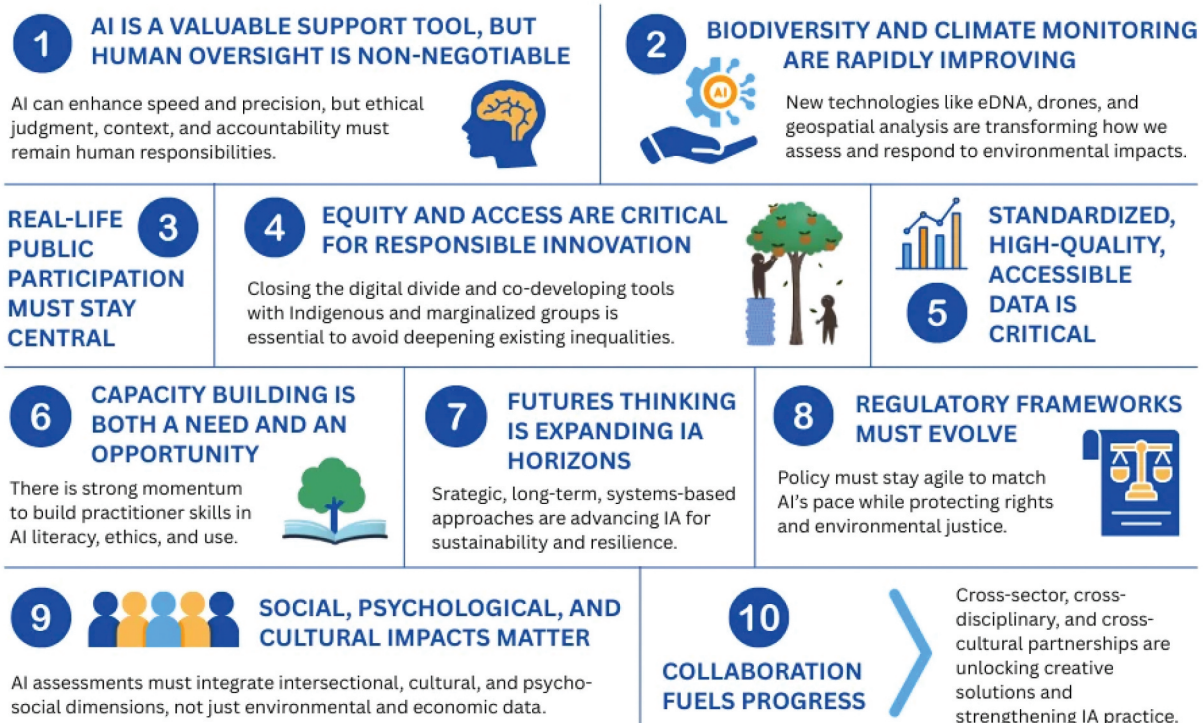 1
AI IS A VALUABLE SUPPORT TOOL, BUT
HUMAN OVERSIGHT IS NON-NEGOTIABLE
AI can enhance speed and precision, but ethical
judgment, context, and accountability must
remain human responsibilities.
2
BIODIVERSITY AND CLIMATE MONITORING
ARE RAPIDLY IMPROVING
AI
New technologies like eDNA, drones, and
geospatial analysis are transforming how we
assess and respond to environmental impacts.
REAL-LIFE
PUBLIC
PARTICIPATION
MUST STAY
CENTRAL
3
4
EQUITY AND ACCESS ARE CRITICAL
FOR RESPONSIBLE INNOVATION
Closing the digital divide and co-developing tools
with Indigenous and marginalized groups is
essential to avoid deepening existing inequalities.
5
STANDARDIZED,
HIGH-QUALITY,
ACCESSIBLE
DATA IS
CRITICAL
6
CAPACITY BUILDING IS
BOTH A NEED AND AN
OPPORTUNITY
There is strong momentum
to build practitioner skills in
AI literacy, ethics, and use.
7
FUTURES THINKING
IS EXPANDING IA
HORIZONS
Srategic, long-term, systems-based
approaches are advancing IA for
sustainability and resilience.
8
REGULATORY FRAMEWORKS
MUST EVOLVE
Policy must stay agile to match
AI's pace while protecting rights
and environmental justice.
9
SOCIAL, PSYCHOLOGICAL, AND
CULTURAL IMPACTS MATTER
AI assessments must integrate intersectional, cultural, and psycho-
social dimensions, not just environmental and economic data.
10
COLLABORATION
FUELS PROGRESS
Cross-sector, cross-
disciplinary, and cross-
cultural partnerships are
unlocking creative
solutions and
strengthening IA practice.